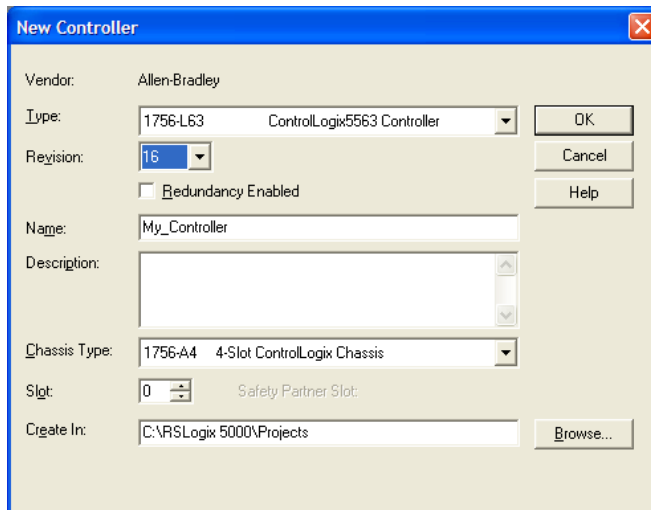 New Controller
Vendor: Allen-Bradley
Type: 1756-L63 ControlLogix5563 Controller OK
Revision: 16 Cancel
Redundancy Enabled Help
Name: My_Controller
Description:
Chassis Type: 1756-A4 4-Slot ControlLogix Chassis
Slot: 0 Safety Partner Slot:
Create In: C:\RSLogix 5000\Projects Browse...